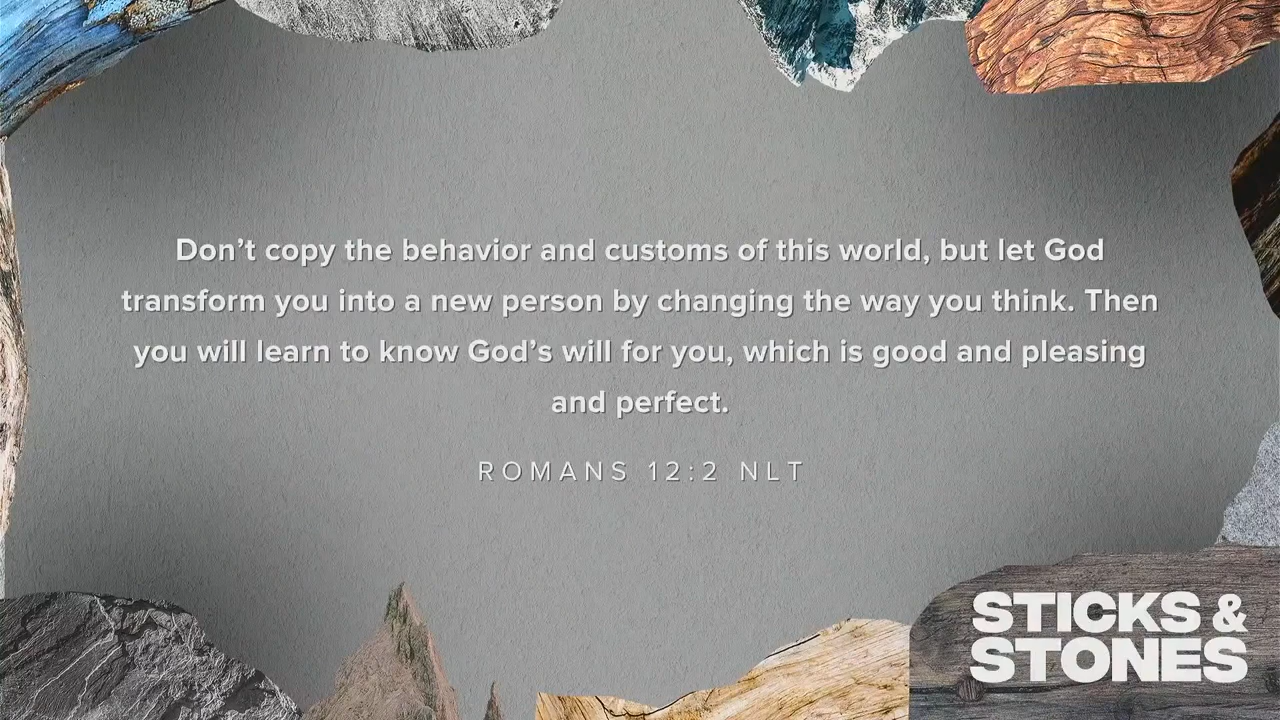 Don’t copy the behavior and customs of this world, but let God
transform you into a new person by changing the way you think. Then
you will learn to know God’s will for you, which is good and pleasing
and perfect.
ROMANS 12:2 NLT
STICKS &
STONES